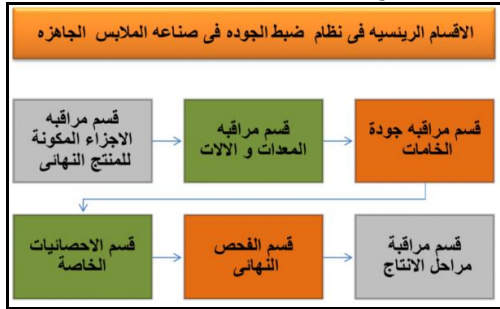 الاقسام الريئسيه فى نظام ضبط الجوده فى صناعه الملابس الجاهزه
قسم مراقبه جودة
الخامات
قسم مراقبه
المعدات و الالات
قسم مراقبه
الاجزاء المكونة
للمنتج النهائى
قسم مراقبة
مراحل الانتاج
قسم الفحص
النهائى
قسم الاحصائيات
الخاصة